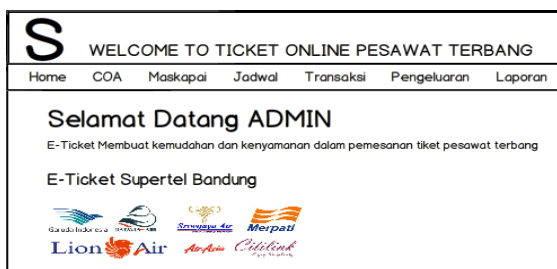 S
WELCOME TO TICKET ONLINE PESAWAT TERBANG
Home COA Maskapai Jadwal Transaksi Pengeluaran Laporan
Selamat Datang ADMIN
E-Ticket Membuat kemudahan dan kenyamanan dalam pemesanan tiket pesawat terbang
E-Ticket Supertel Bandung
Garuda Indonesia Sriwijaya Air Merpati
Lion Air AirAsia Citilink